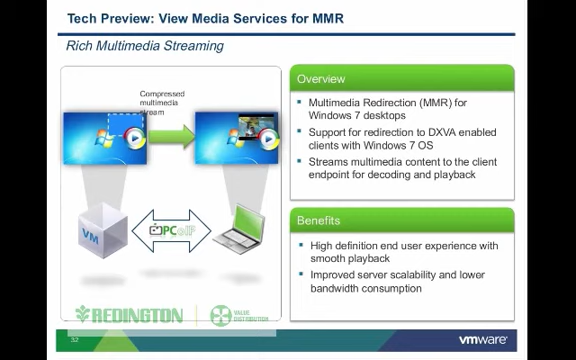 Tech Preview: View Media Services for MMR
Rich Multimedia Streaming
Compressed
multimedia
stream
VM
PCoIP
Overview
Multimedia Redirection (MMR) for
Windows 7 desktops
Support for redirection to DXVA enabled
clients with Windows 7 OS
Streams multimedia content to the client
endpoint for decoding and playback
Benefits
High definition end user experience with
smooth playback
Improved server scalability and lower
bandwidth consumption
REDINGTON
VALUE
DISTRIBUTION
32
vmware